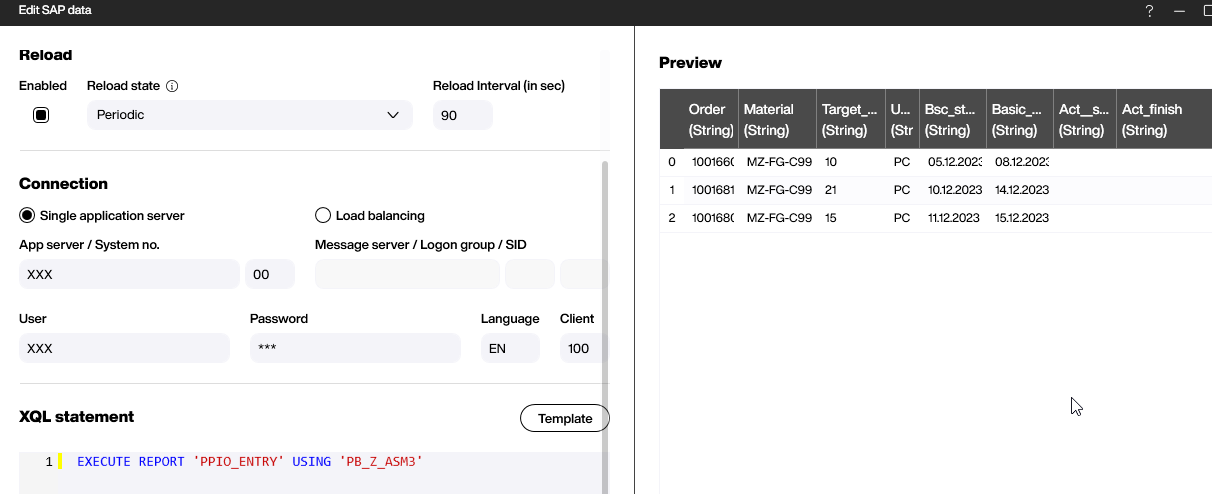 Edit SAP data
Reload
Enabled Reload state Reload Interval (in sec)
Periodic 90
Connection
Single application server Load balancing
App server / System no. Message server / Logon group / SID
XXX 00
User Password Language Client
XXX *** EN 100
XQL statement Template
1 EXECUTE REPORT 'PPIO_ENTRY' USING 'PB_Z_ASM3'
Preview
Order Material Target_... U... Bsc_st... Basic_... Act__s... Act_finish
(String) (String) (String) (Str (String) (String) (String) (String)
0 MZ-FG-C99 10 PC 05.12.2023 08.12.2023
1 1001681 MZ-FG-C99 21 PC 10.12.2023 14.12.2023
2 MZ-FG-C99 15 PC 11.12.2023 15.12.2023